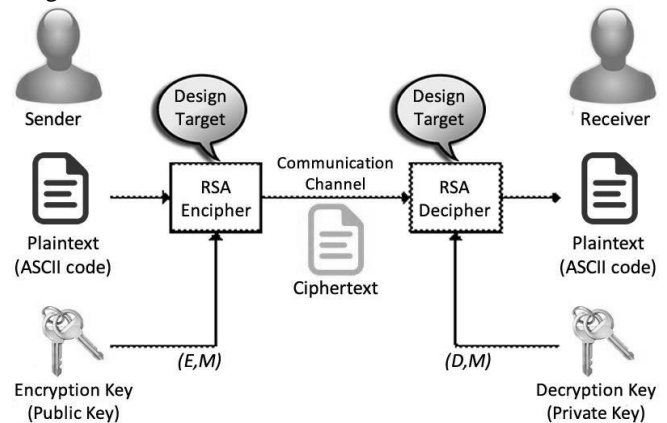 Sender
Design
Target
Design
Target
Receiver
Communication
Channel
RSA
Encipher
RSA
Decipher
Plaintext
(ASCII code)
Ciphertext
Plaintext
(ASCII code)
(E,M)
(D,M)
Encryption Key
(Public Key)
Decryption Key
(Private Key)